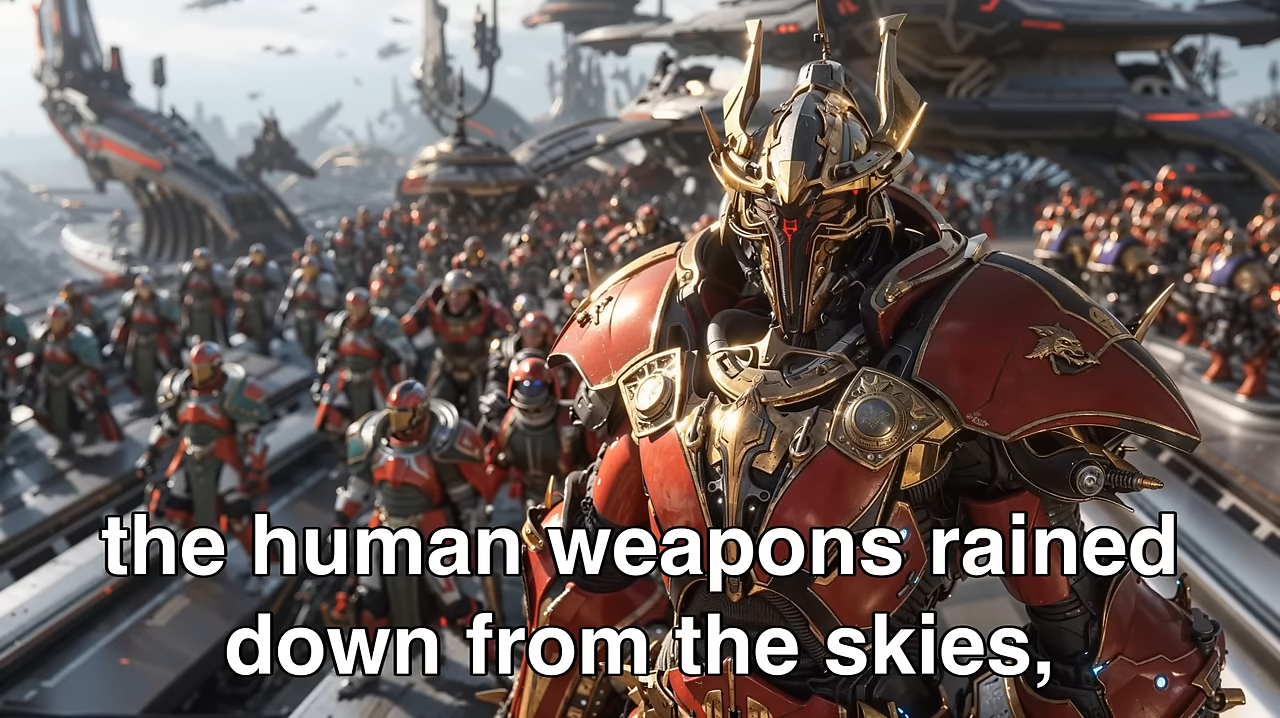 the human weapons rained
down from the skies,